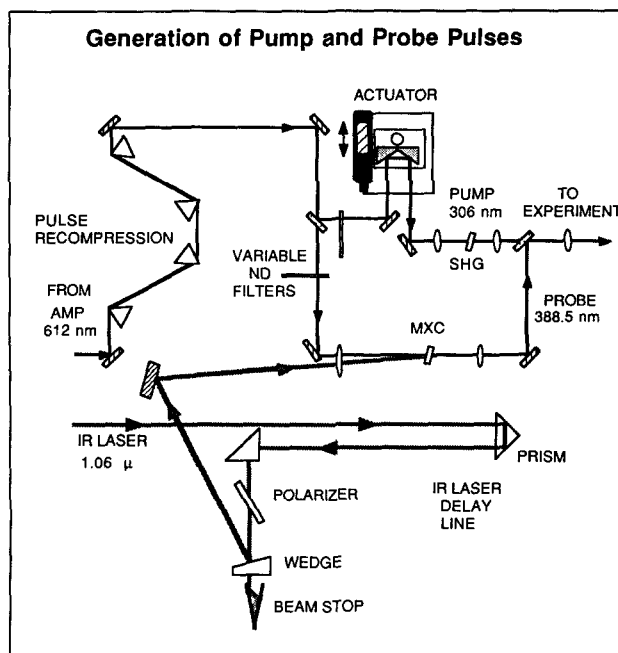 Generation of Pump and Probe Pulses
ACTUATOR
PULSE
RECOMPRESSION
PUMP
306 nm
TO
EXPERIMENT
SHG
VARIABLE
ND
FILTERS
FROM
AMP
612 nm
PROBE
388.5 nm
MXC
IR LASER
1.06 μ
PRISM
POLARIZER
IR LASER
DELAY
LINE
WEDGE
BEAM STOP